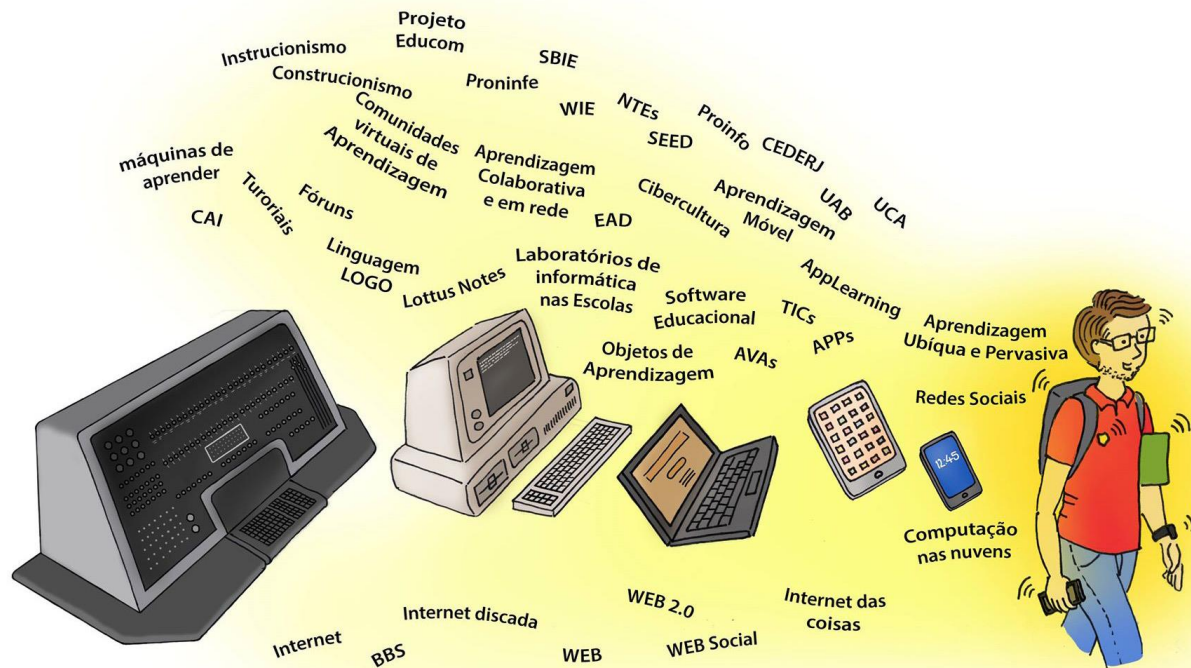 Projeto
Educom
Instrucionismo
SBIE
Construcionismo
Proninfe
WIE
NTEs
SEED
Proinfo
CEDERJ
Comunidades
virtuais de
Aprendizagem
máquinas de
aprender
CAI
Turoriais
Fóruns
Aprendizagem
Colaborativa
e em rede
EAD
Cibercultura
Aprendizagem
Móvel
UAB
UCA
Linguagem
LOGO
Lottus Notes
Laboratórios de
informática
nas Escolas
Software
Educacional
TICs
AppLearning
APPs
Aprendizagem
Ubíqua e Pervasiva
Objetos de
Aprendizagem
AVAs
Redes Sociais
12:45
Computação
nas nuvens
Internet
BBS
Internet discada
WEB
WEB 2.0
WEB Social
Internet das
coisas